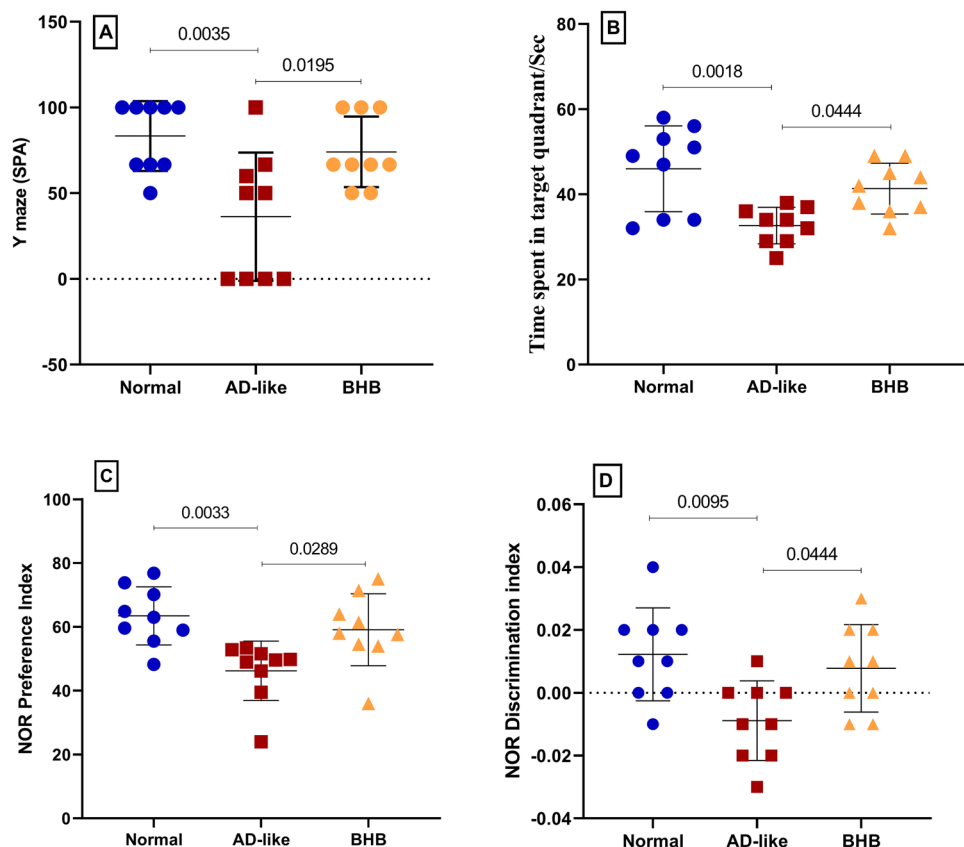 A
Y maze (SPA)
150
100
50
0
-50
0.0035
0.0195
Normal
AD-like
BHB
B
Time spent in target quadrant/Sec
80
60
40
20
0
0.0018
0.0444
Normal
AD-like
BHB
C
NOR Preference Index
100
80
60
40
20
0
0.0033
0.0289
Normal
AD-like
BHB
D
NOR Discrimination index
0.06
0.04
0.02
0.00
-0.02
-0.04
0.0095
0.0444
Normal
AD-like
BHB